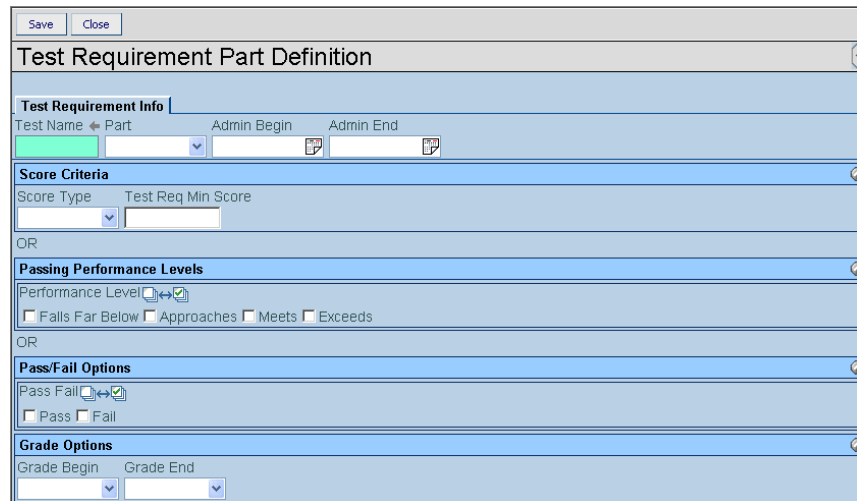 Save Close
Test Requirement Part Definition
Test Requirement Info
Test Name Part Admin Begin Admin End
Score Criteria
Score Type Test Req Min Score
OR
Passing Performance Levels
Performance Level
Falls Far Below Approaches Meets Exceeds
OR
Pass/Fail Options
Pass Fail
Pass Fail
Grade Options
Grade Begin Grade End